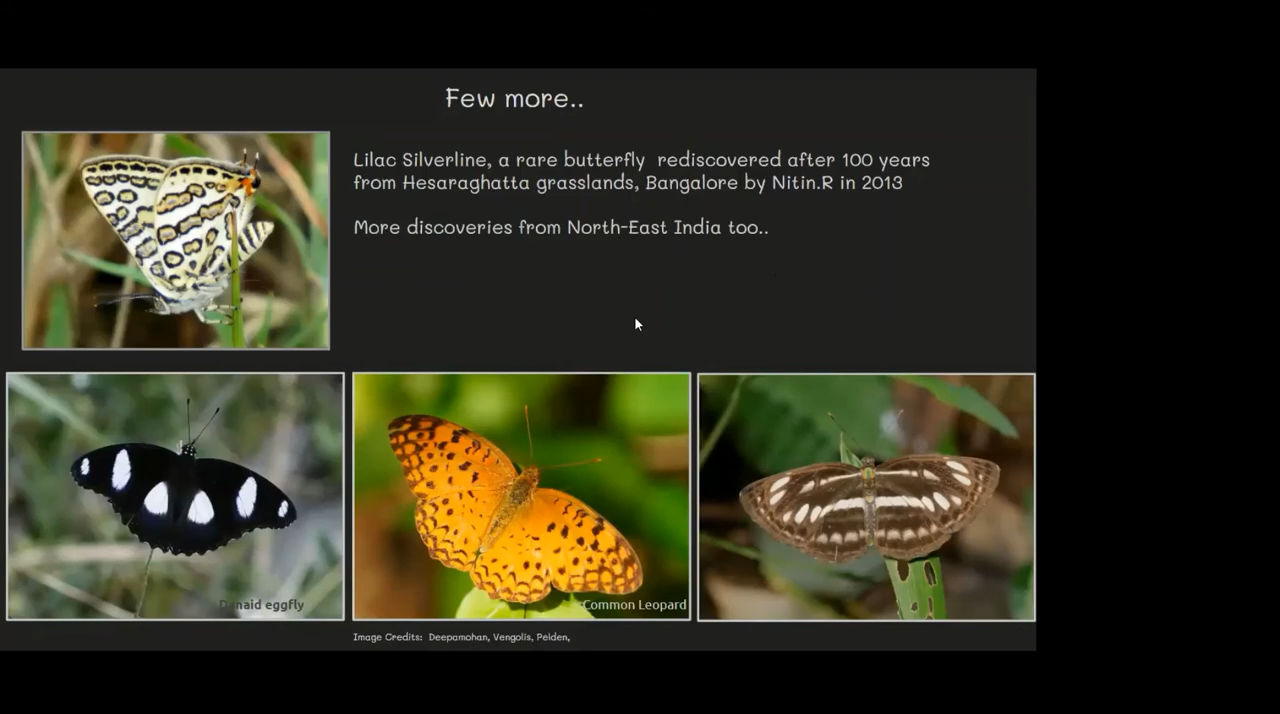 Few more..
Lilac Silverline, a rare butterfly rediscovered after 100 years
from Hesaraghatta grasslands, Bangalore by Nitin.R in 2013
More discoveries from North-East India too..
Danaid eggfly
Common Leopard
Image Credits: Deepamohan, Vengolis, Peiden,